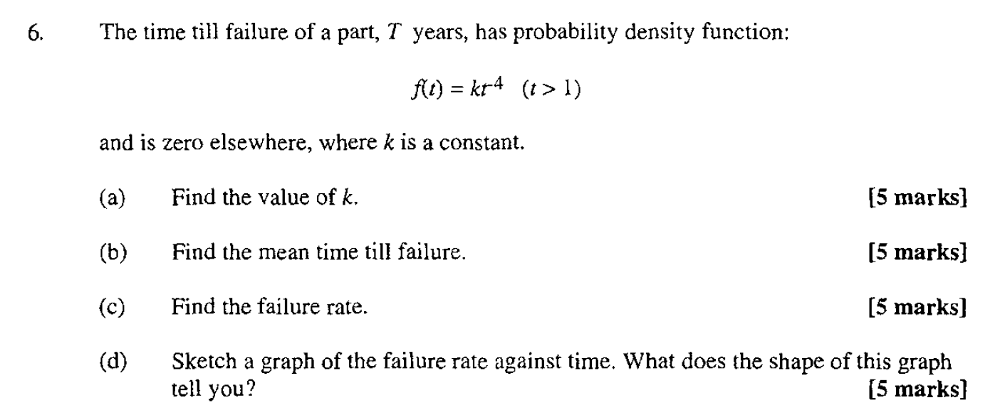 6. The time till failure of a part, T years, has probability density function:
f(t) = kt⁻⁴ (t > 1)
and is zero elsewhere, where k is a constant.
(a) Find the value of k. [5 marks]
(b) Find the mean time till failure. [5 marks]
(c) Find the failure rate. [5 marks]
(d) Sketch a graph of the failure rate against time. What does the shape of this graph
tell you? [5 marks]